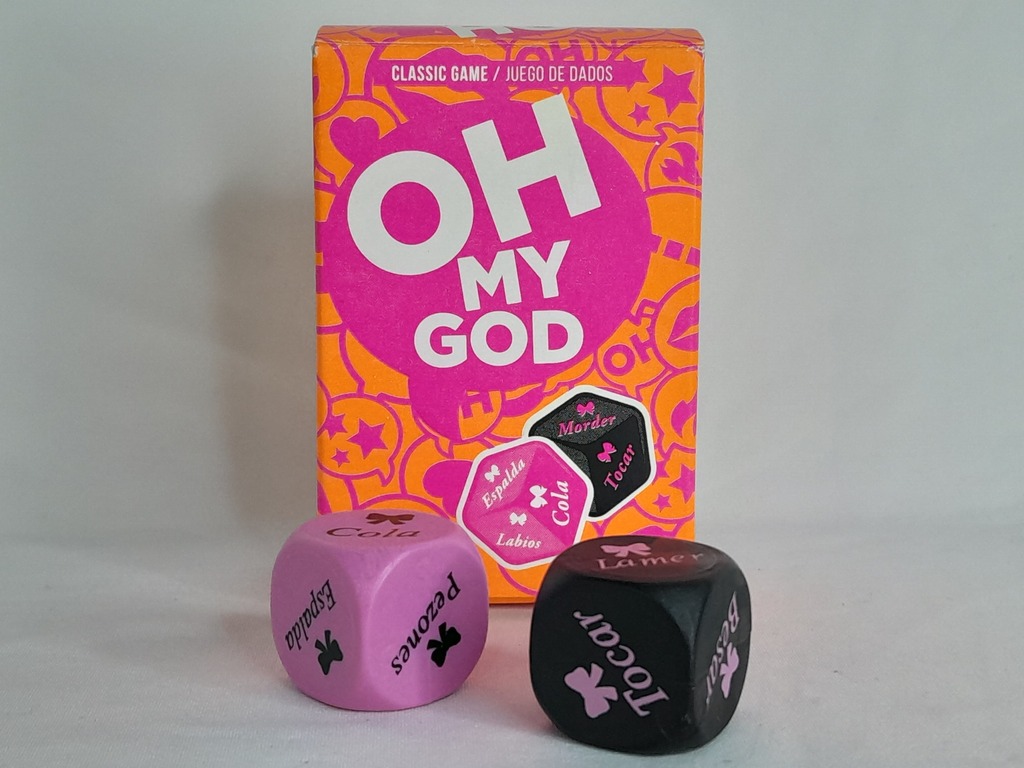 CLASSIC GAME / JUEGO DE DADOS
OH
MY
GOD
OH
Morder
Tocar
Espalda
Cola
Labios
Cola
Espalda
Pezones
Lamer
Tocar
Besar